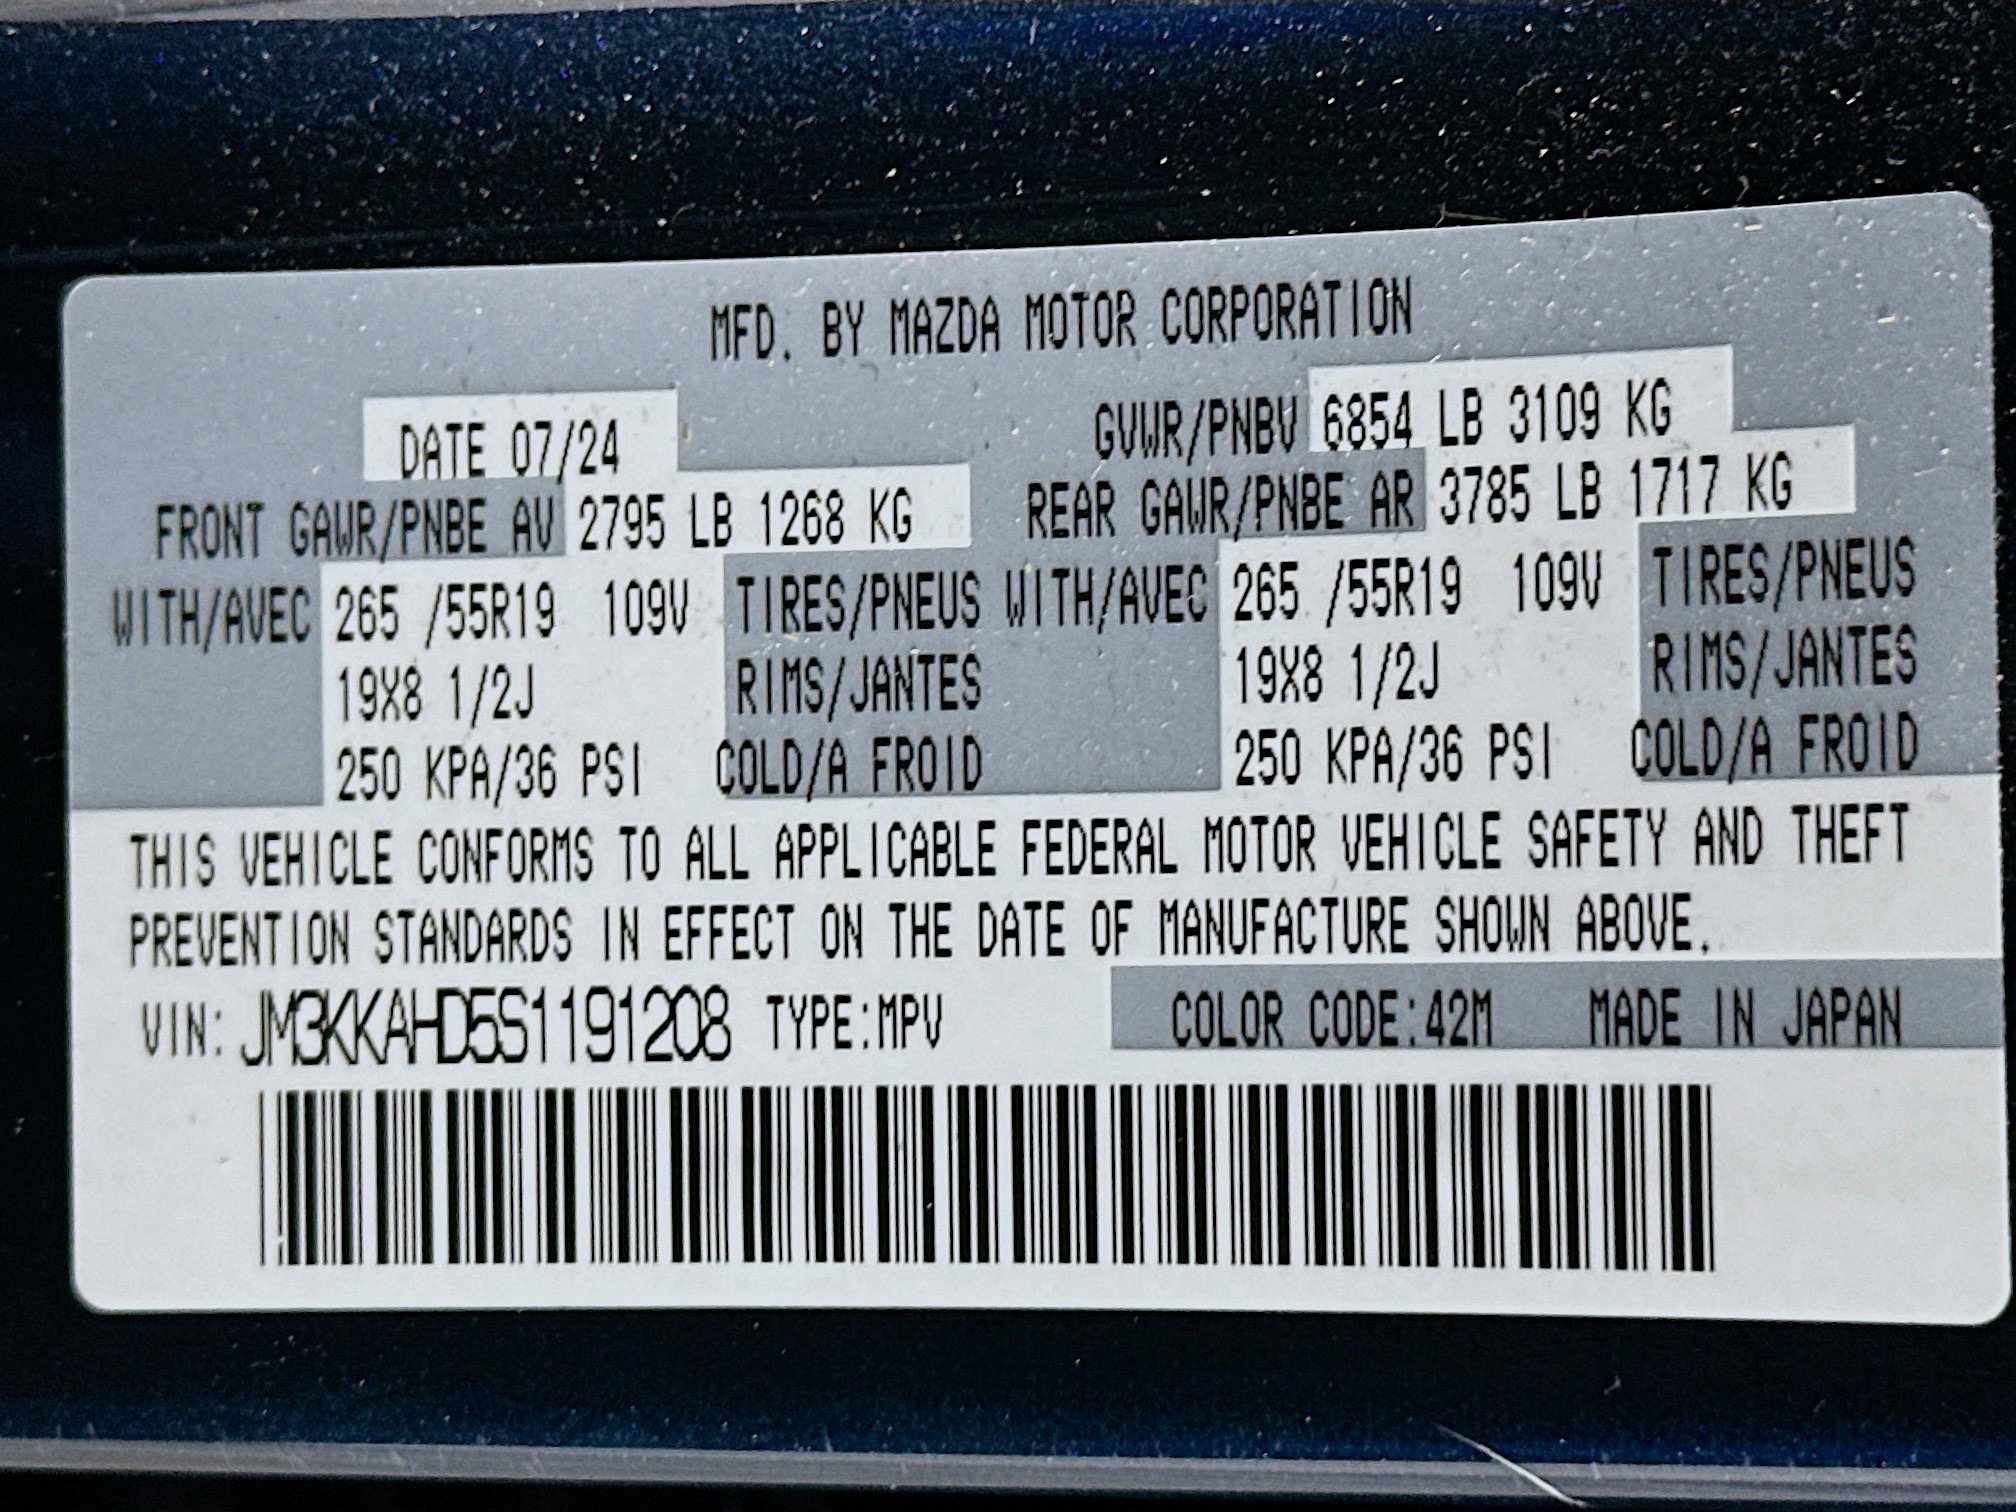 MFD. BY MAZDA MOTOR CORPORATION
DATE 07/24 GVWR/PNBV 6854 LB 3109 KG
FRONT GAWR/PNBE AV 2795 LB 1268 KG REAR GAWR/PNBE AR 3785 LB 1717 KG
WITH/AVEC 265 /55R19 109V TIRES/PNEUS WITH/AVEC 265 /55R19 109V TIRES/PNEUS
19X8 1/2J RIMS/JANTES 19X8 1/2J RIMS/JANTES
250 KPA/36 PSI COLD/A FROID 250 KPA/36 PSI COLD/A FROID
THIS VEHICLE CONFORMS TO ALL APPLICABLE FEDERAL MOTOR VEHICLE SAFETY AND THEFT
PREVENTION STANDARDS IN EFFECT ON THE DATE OF MANUFACTURE SHOWN ABOVE.
VIN: JM3KKAHD5S1191208 TYPE:MPV COLOR CODE:42M MADE IN JAPAN